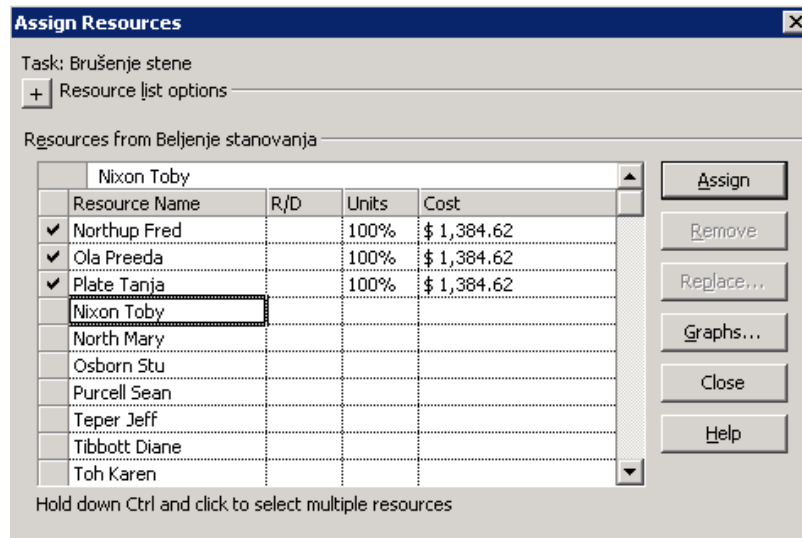 Assign Resources
Task: Brušenje stene
+ Resource list options
Resources from Beljenje stanovanja
Nixon Toby
Assign
Resource Name R/D Units Cost
Northup Fred 100% $ 1,384.62
Remove
Ola Preeda 100% $ 1,384.62
Plate Tanja 100% $ 1,384.62
Replace...
Nixon Toby
North Mary
Graphs...
Osborn Stu
Purcell Sean
Close
Teper Jeff
Tibbott Diane
Help
Toh Karen
Hold down Ctrl and click to select multiple resources